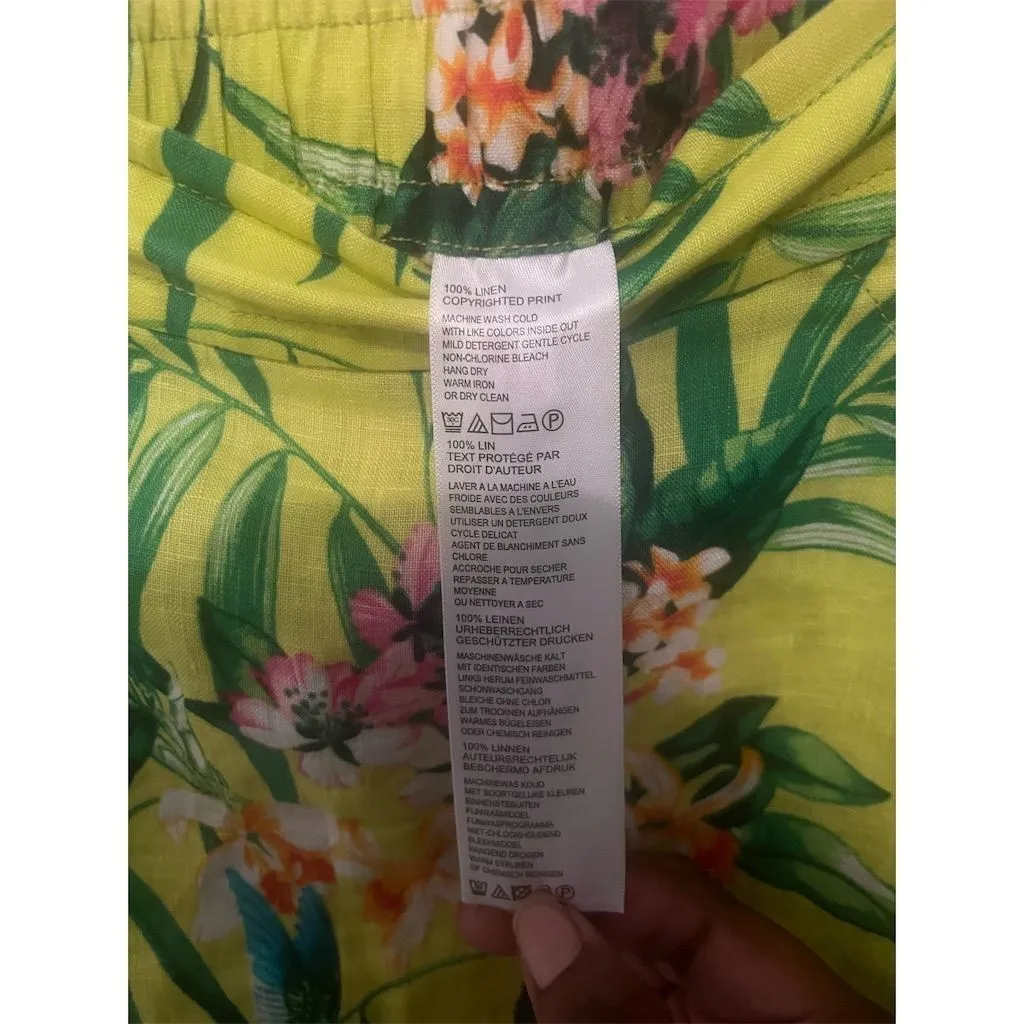 100% LINEN
COPYRIGHTED PRINT
MACHINE WASH COLD
WITH LIKE COLORS INSIDE OUT
MILD DETERGENT GENTLE CYCLE
NON-CHLORINE BLEACH
HANG DRY
WARM IRON
OR DRY CLEAN
30C P
100% LIN
TEXT PROTÉGÉ PAR
DROIT D'AUTEUR
LAVER A LA MACHINE A L'EAU
FROIDE AVEC DES COULEURS
SEMBLABLES A L'ENVERS
UTILISER UN DETERGENT DOUX
CYCLE DELICAT
AGENT DE BLANCHIMENT SANS
CHLORE
ACCROCHE POUR SECHER
REPASSER A TEMPERATURE
MOYENNE
OU NETTOYER A SEC
100% LEINEN
URHEBERRECHTLICH
GESCHÜTZTER DRUCKEN
MASCHINENWÄSCHE KALT
MIT IDENTISCHEN FARBEN
LINKS HERUM FEINWASCHMITTEL
SCHONWASCHGANG
BLEICHE OHNE CHLOR
ZUM TROCKNEN AUFHÄNGEN
WARMES BÜGELEISEN
ODER CHEMISCH REINIGEN
100% LINNEN
AUTEURSRECHTELIJK
BESCHERMD AFDRUK
MACHINEWAS KOUD
MET SOORTGELIJKE KLEUREN
BINNENSTEBUITEN
FIJNWASMIDDEL
FIJNWASPROGRAMMA
NIET-CHLOORHOUDEND
BLEEKMIDDEL
HANGEND DROGEN
WARM STRIJKEN
OF CHEMISCH REINIGEN
P